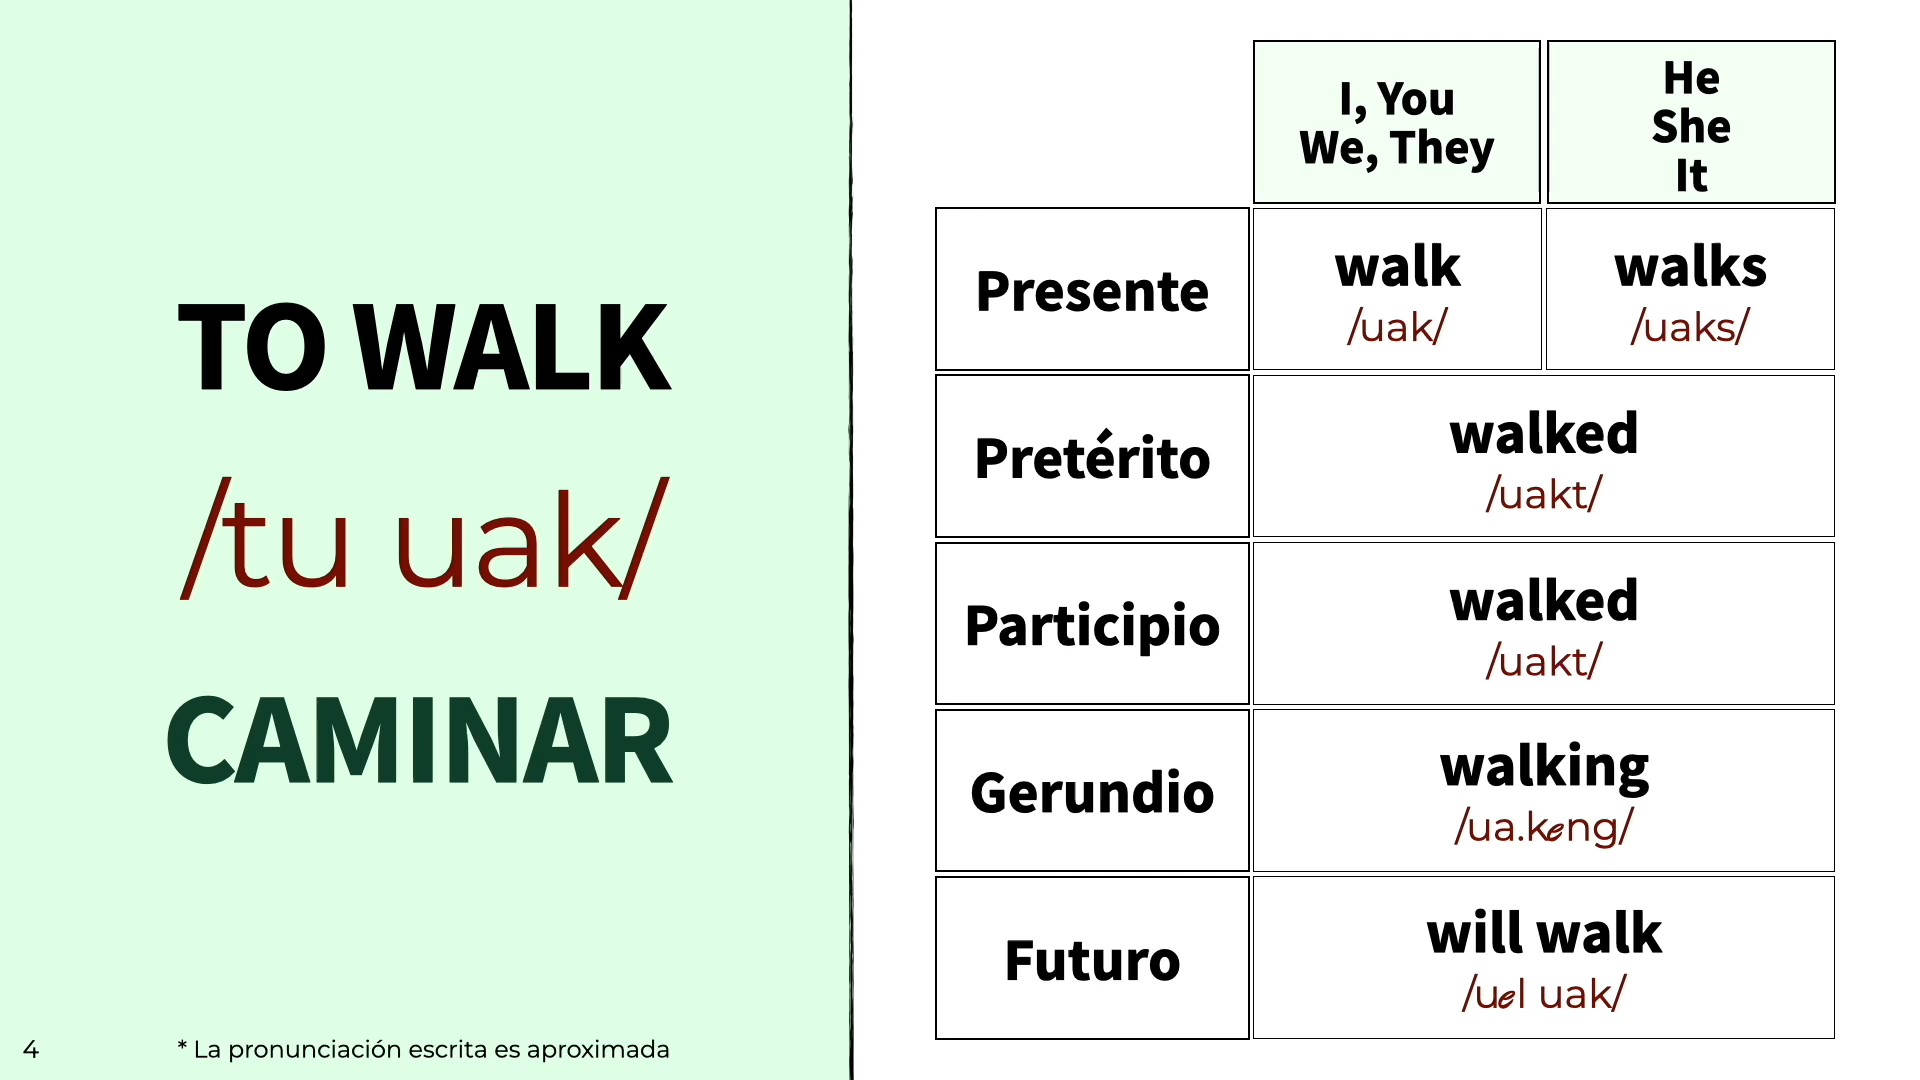 TO WALK
/tu uak/
CAMINAR
4
* La pronunciación escrita es aproximada
I, You
We, They
He
She
It
Presente
walk
/uak/
walks
/uaks/
Pretérito
walked
/uakt/
Participio
walked
/uakt/
Gerundio
walking
/ua.keng/
Futuro
will walk
/uel uak/